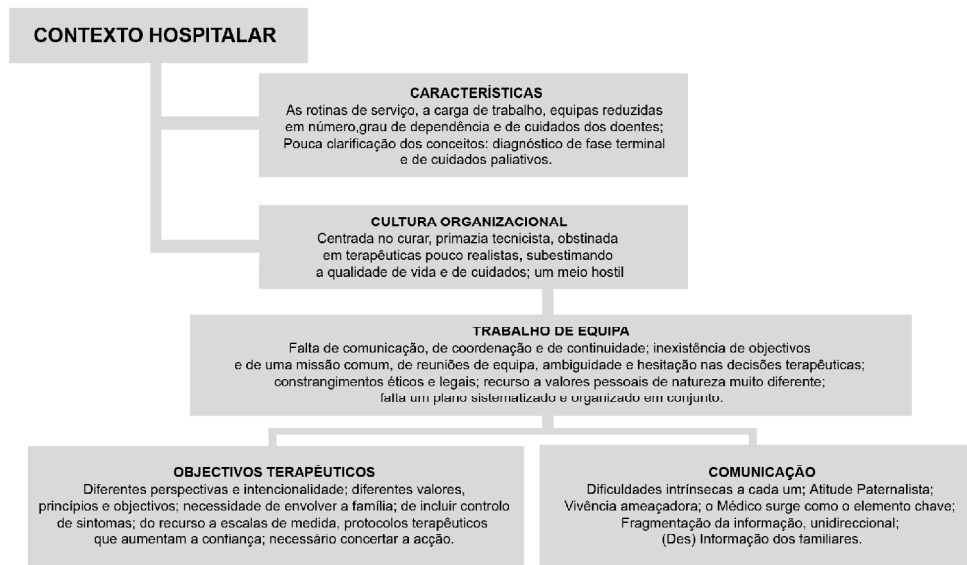 CONTEXTO HOSPITALAR
CARACTERÍSTICAS
As rotinas de serviço, a carga de trabalho, equipas reduzidas
em número,grau de dependência e de cuidados dos doentes;
Pouca clarificação dos conceitos: diagnóstico de fase terminal
e de cuidados paliativos.
CULTURA ORGANIZACIONAL
Centrada no curar, primazia tecnicista, obstinada
em terapêuticas pouco realistas, subestimando
a qualidade de vida e de cuidados; um meio hostil
TRABALHO DE EQUIPA
Falta de comunicação, de coordenação e de continuidade; inexistência de objectivos
e de uma missão comum, de reuniões de equipa, ambiguidade e hesitação nas decisões terapêuticas;
constrangimentos éticos e legais; recurso a valores pessoais de natureza muito diferente;
falta um plano sistematizado e organizado em conjunto.
OBJECTIVOS TERAPÊUTICOS
Diferentes perspectivas e intencionalidade; diferentes valores,
princípios e objectivos; necessidade de envolver a família; de incluir controlo
de sintomas; do recurso a escalas de medida, protocolos terapêuticos
que aumentam a confiança; necessário concertar a acção.
COMUNICAÇÃO
Dificuldades intrínsecas a cada um; Atitude Paternalista;
Vivência ameaçadora; o Médico surge como o elemento chave;
Fragmentação da informação, unidireccional;
(Des) Informação dos familiares.